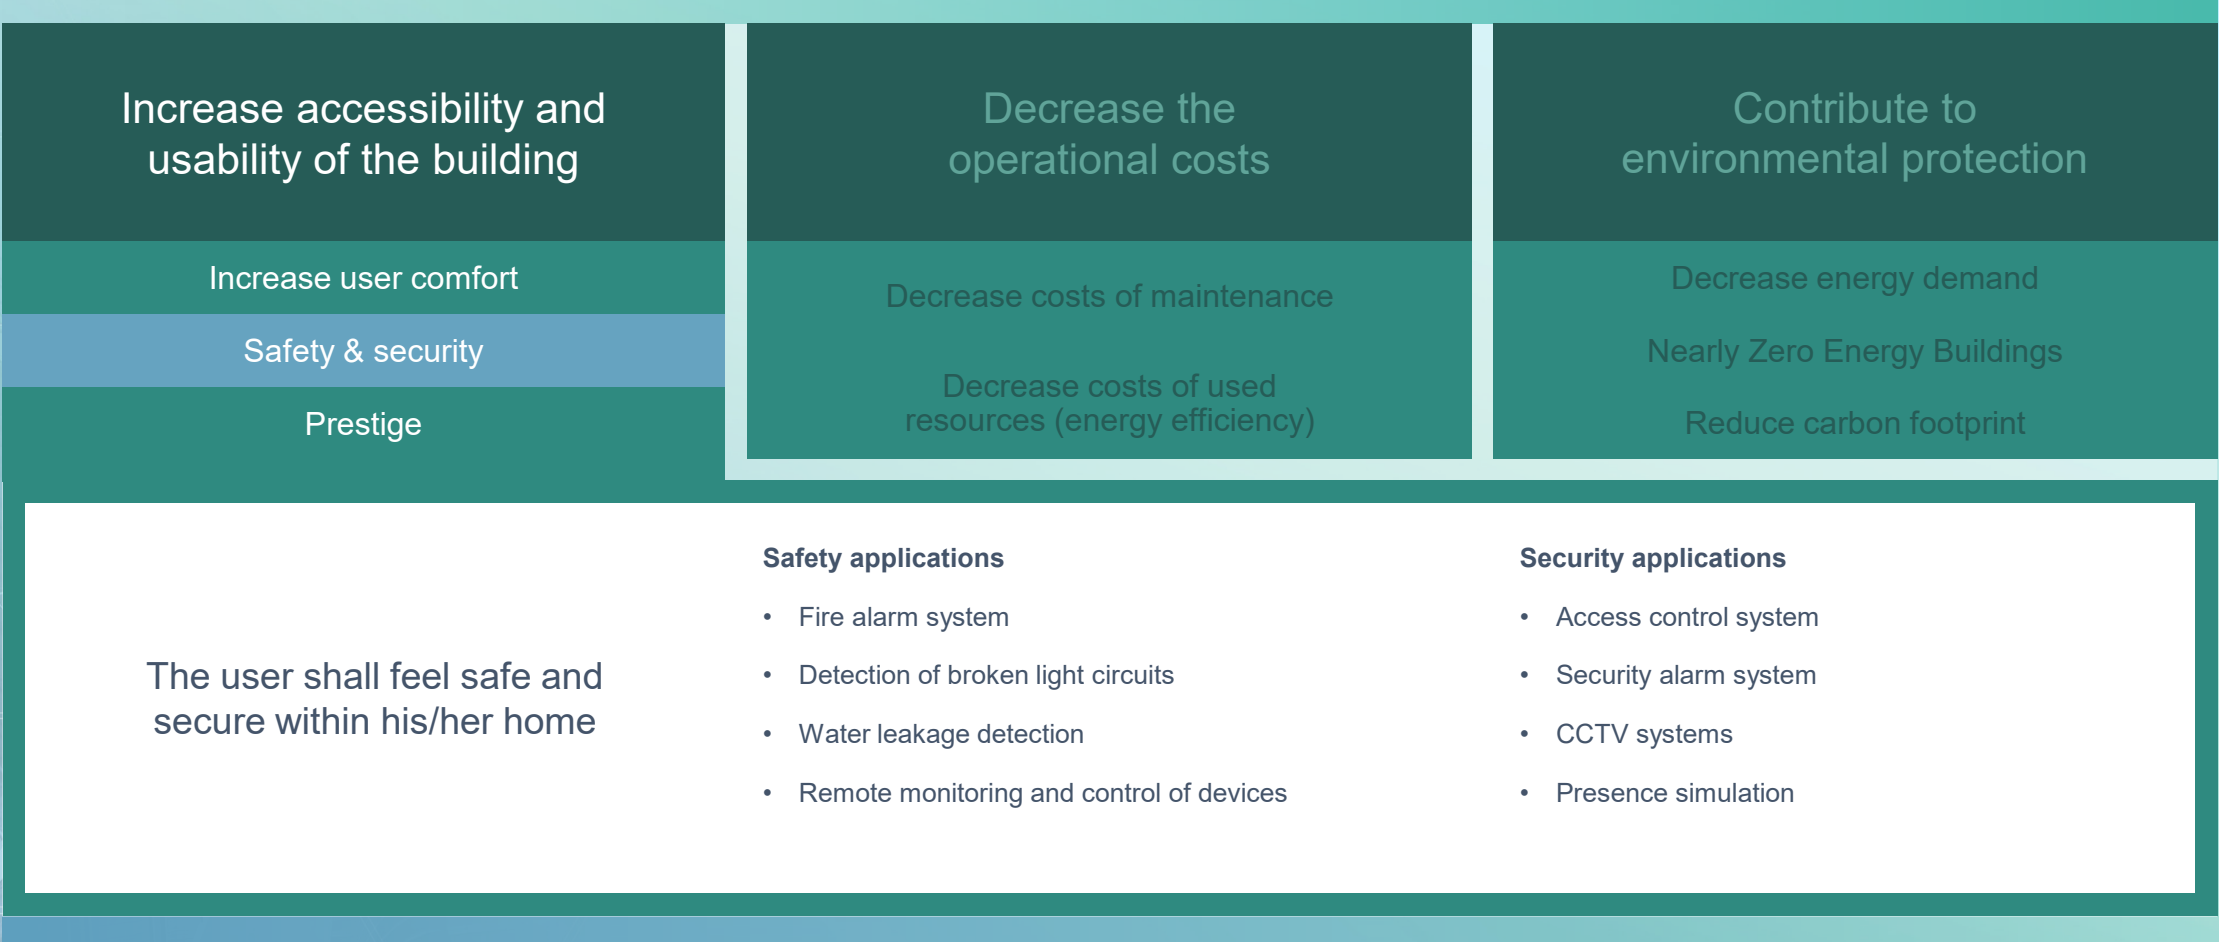 Increase accessibility and
usability of the building
Increase user comfort
Safety & security
Prestige
Decrease the
operational costs
Decrease costs of maintenance
Decrease costs of used
resources (energy efficiency)
Contribute to
environmental protection
Decrease energy demand
Nearly Zero Energy Buildings
Reduce carbon footprint
The user shall feel safe and
secure within his/her home
Safety applications
• Fire alarm system
• Detection of broken light circuits
• Water leakage detection
• Remote monitoring and control of devices
Security applications
• Access control system
• Security alarm system
• CCTV systems
• Presence simulation